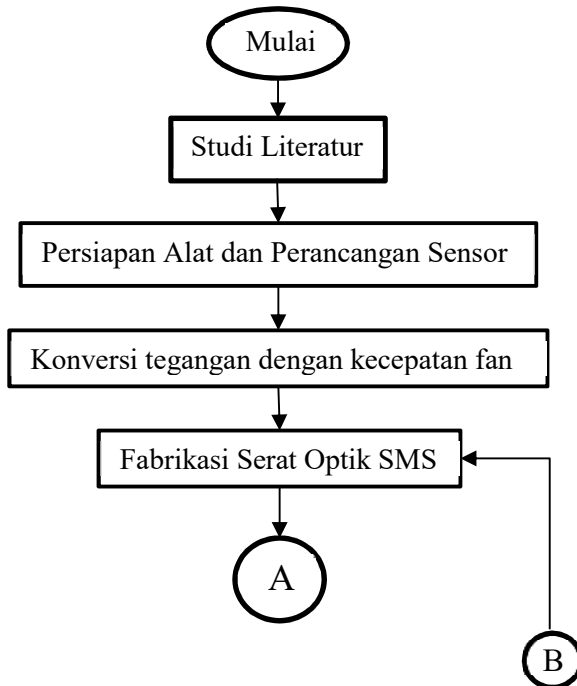 Mulai
Studi Literatur
Persiapan Alat dan Perancangan Sensor
Konversi tegangan dengan kecepatan fan
Fabrikasi Serat Optik SMS
A
B